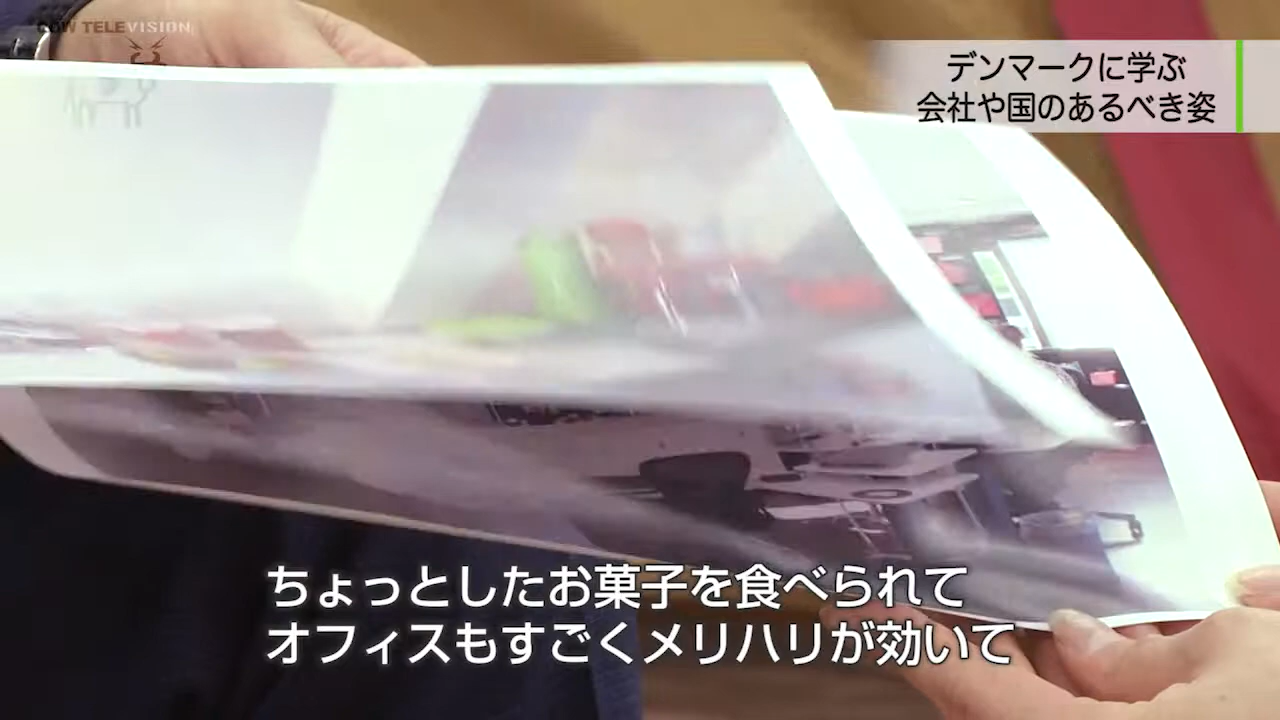 COW TELEVISION
デンマークに学ぶ
会社や国のあるべき姿
ちょっとしたお菓子を食べられて
オフィスもすごくメリハリが効いて